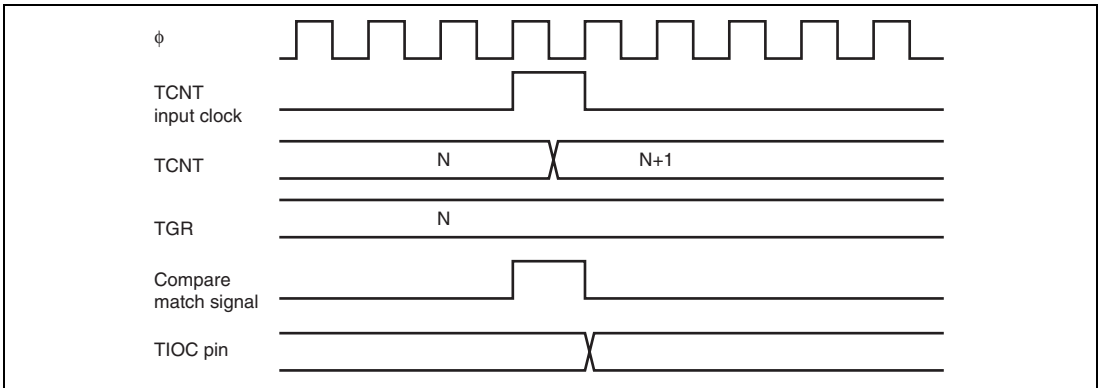 ϕ
TCNT
input clock
TCNT
N
N+1
TGR
N
Compare
match signal
TIOC pin